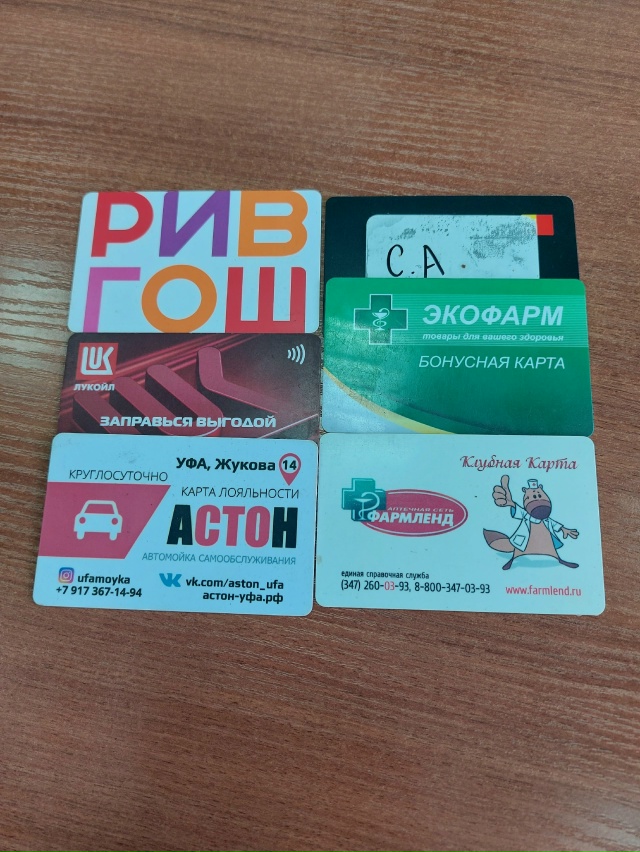 РИВ
ГОШ
С.А
LUK
ЛУКОЙЛ
ЗАПРАВЬСЯ ВЫГОДОЙ
ЭКОФАРМ
товары для вашего здоровья
БОНУСНАЯ КАРТА
УФА, Жукова 14
КРУГЛОСУТОЧНО
КАРТА ЛОЯЛЬНОСТИ
АСТОН
АВТОМОЙКА САМООБСЛУЖИВАНИЯ
ufamoyka
+7 917 367-14-94
vk.com/aston_ufa
астон-уфа.рф
Клубная Карта
АПТЕЧНАЯ СЕТЬ
ФАРМЛЕНД
единая справочная служба
(347) 260-03-93, 8-800-347-03-93
www.farmlend.ru